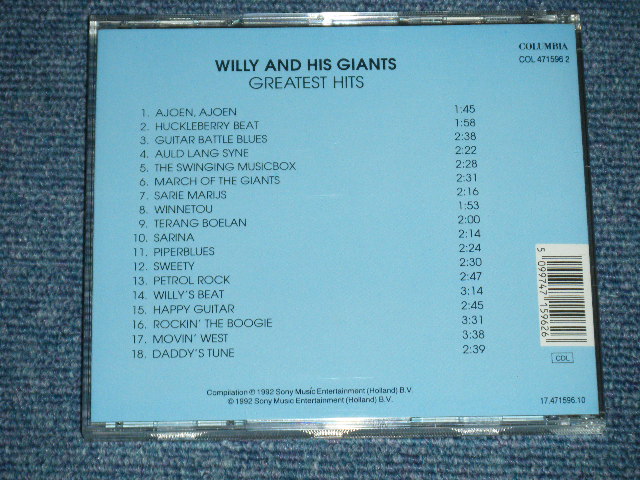 COLUMBIA
COL 471596 2
WILLY AND HIS GIANTS
GREATEST HITS
1. AJOEN, AJOEN 1:45
2. HUCKLEBERRY BEAT 1:58
3. GUITAR BATTLE BLUES 2:38
4. AULD LANG SYNE 2:22
5. THE SWINGING MUSICBOX 2:28
6. MARCH OF THE GIANTS 2:31
7. SARIE MARIJS 2:16
8. WINNETOU 1:53
9. TERANG BOELAN 2:00
10. SARINA 2:14
11. PIPERBLUES 2:24
12. SWEETY 2:30
13. PETROL ROCK 2:47
14. WILLY'S BEAT 3:14
15. HAPPY GUITAR 2:45
16. ROCKIN' THE BOOGIE 3:31
17. MOVIN' WEST 3:38
18. DADDY'S TUNE 2:39
5 099747 159626
CDL
Compilation ℗ 1992 Sony Music Entertainment (Holland) B.V.
© 1992 Sony Music Entertainment (Holland) B.V.
17.471596.10